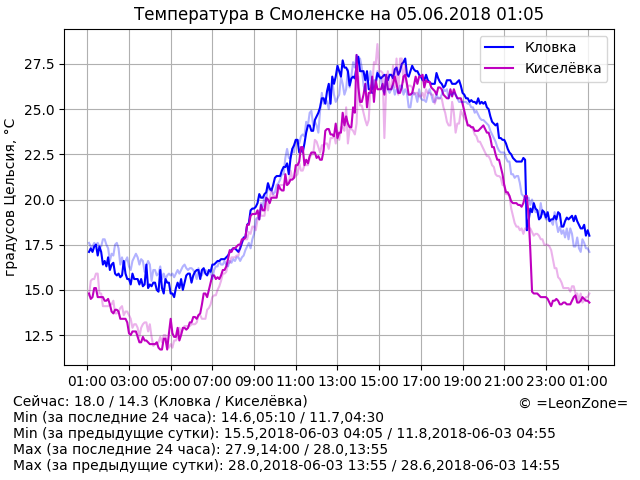 Температура в Смоленске на 05.06.2018 01:05
Кловка
Киселёвка
градусов Цельсия, °C
27.5
25.0
22.5
20.0
17.5
15.0
12.5
01:00 03:00 05:00 07:00 09:00 11:00 13:00 15:00 17:00 19:00 21:00 23:00 01:00
Сейчас: 18.0 / 14.3 (Кловка / Киселёвка)
© =LeonZone=
Min (за последние 24 часа): 14.6,05:10 / 11.7,04:30
Min (за предыдущие сутки): 15.5,2018-06-03 04:05 / 11.8,2018-06-03 04:55
Max (за последние 24 часа): 27.9,14:00 / 28.0,13:55
Max (за предыдущие сутки): 28.0,2018-06-03 13:55 / 28.6,2018-06-03 14:55